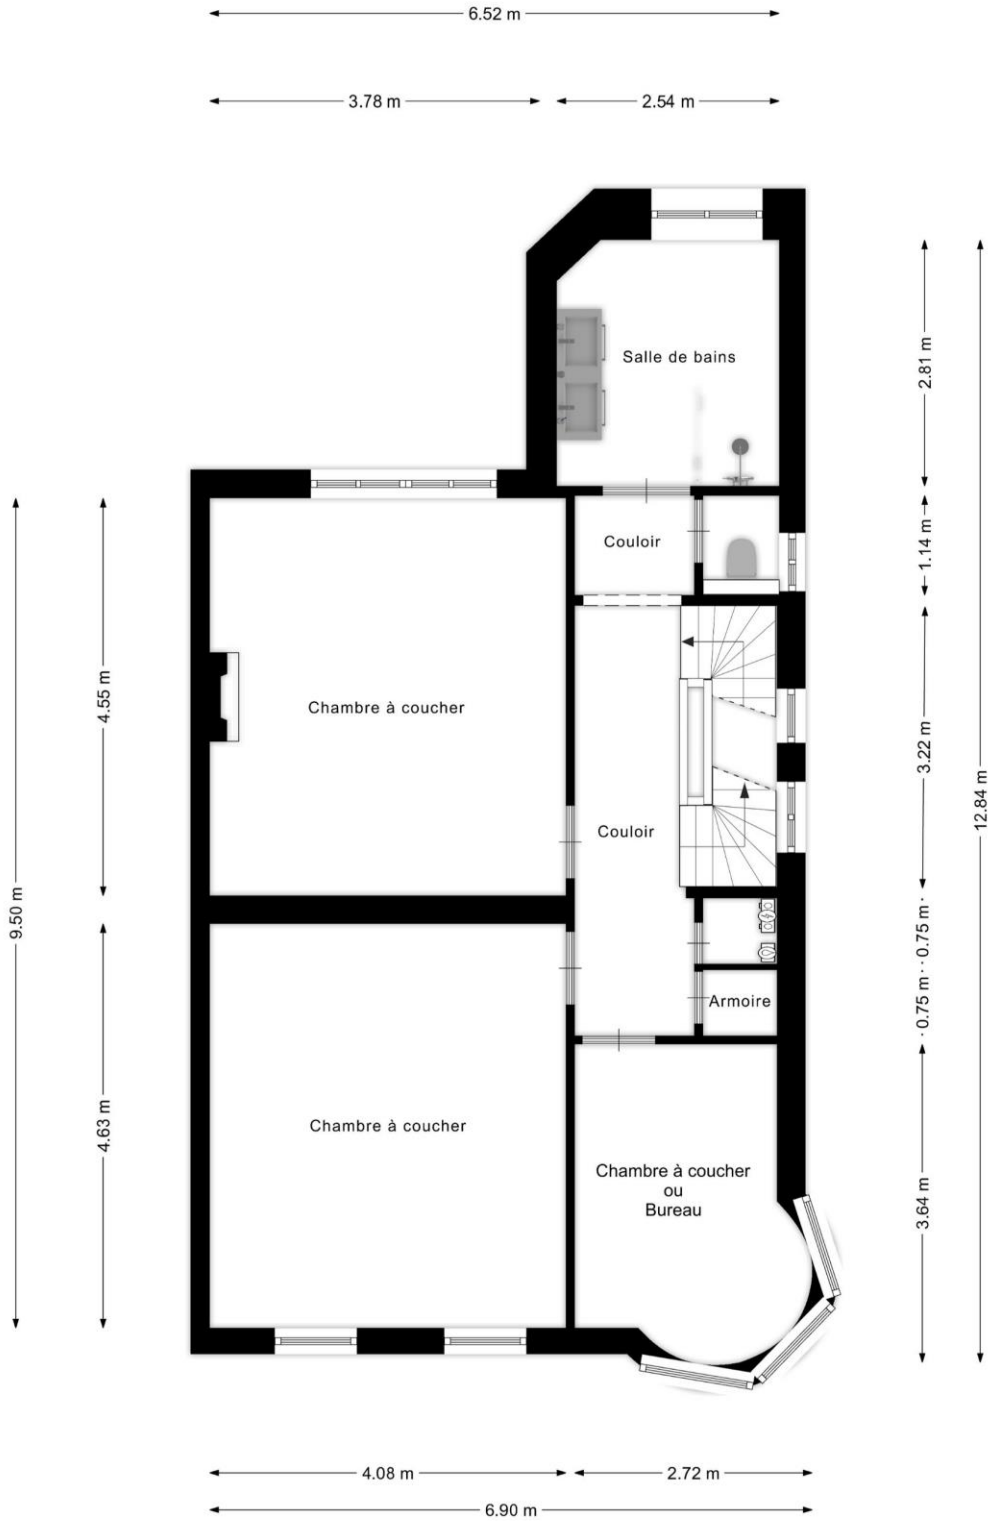 6.52 m
3.78 m
2.54 m
Salle de bains
2.81 m
Couloir
1.14 m
Chambre à coucher
4.55 m
3.22 m
12.84 m
Couloir
9.50 m
0.75 m
0.75 m
Armoire
Chambre à coucher
4.63 m
Chambre à coucher
ou
Bureau
3.64 m
4.08 m
2.72 m
6.90 m